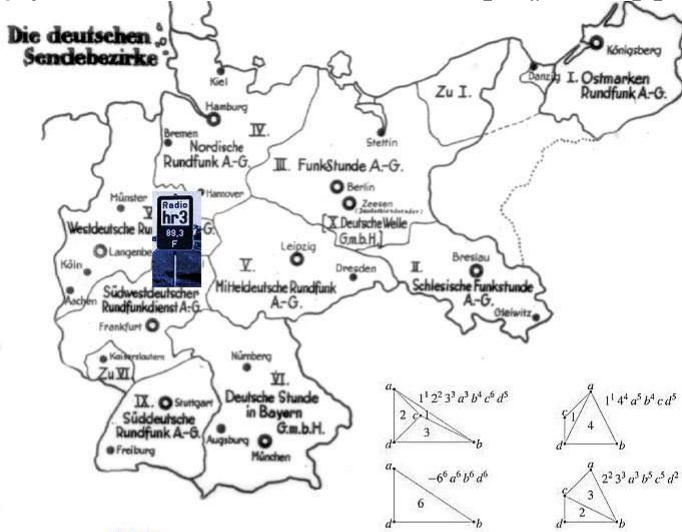 Die deutschen
Sendebezirke
Kiel
Hamburg
Bremen
IV.
Nordische
Rundfunk A.-G.
Hannover
Königsberg
Danzig
I. Ostmarken
Rundfunk A.-G.
Zu I.
Stettin
III. FunkStunde A.-G.
Berlin
Zeesen
[X Deutsche Welle
G.m.b.H.]
Münster
Westdeutsche Ru
-G.
Langenbe
Köln
Aachen
Radio
hr3
89,3
F
Leipzig
V.
Mitteldeutsche Rundfunk
A.-G.
Dresden
Breslau
II.
Schlesische Funkstunde
A.-G.
Gleiwitz
Südwestdeutscher
Rundfunkdienst A.-G.
Frankfurt
Kaiserslautern
Zu VI.
Nürnberg
VI.
Deutsche Stunde
in Bayern
G.m.b.H.
Augsburg
München
IX.
Stuttgart
Süddeutsche
Rundfunk A.-G.
Freiburg
a
1¹ 2² 3³ a³ b⁴ c⁶ d⁵
2 c 1
3
d b
a
1¹ 4⁴ a⁵ b⁴ c d⁵
c 1
4
d b
a
−6⁶ a⁶ b⁶ d⁶
6
d b
a
2² 3³ a³ b⁵ c⁵ d²
c 3
2
d b